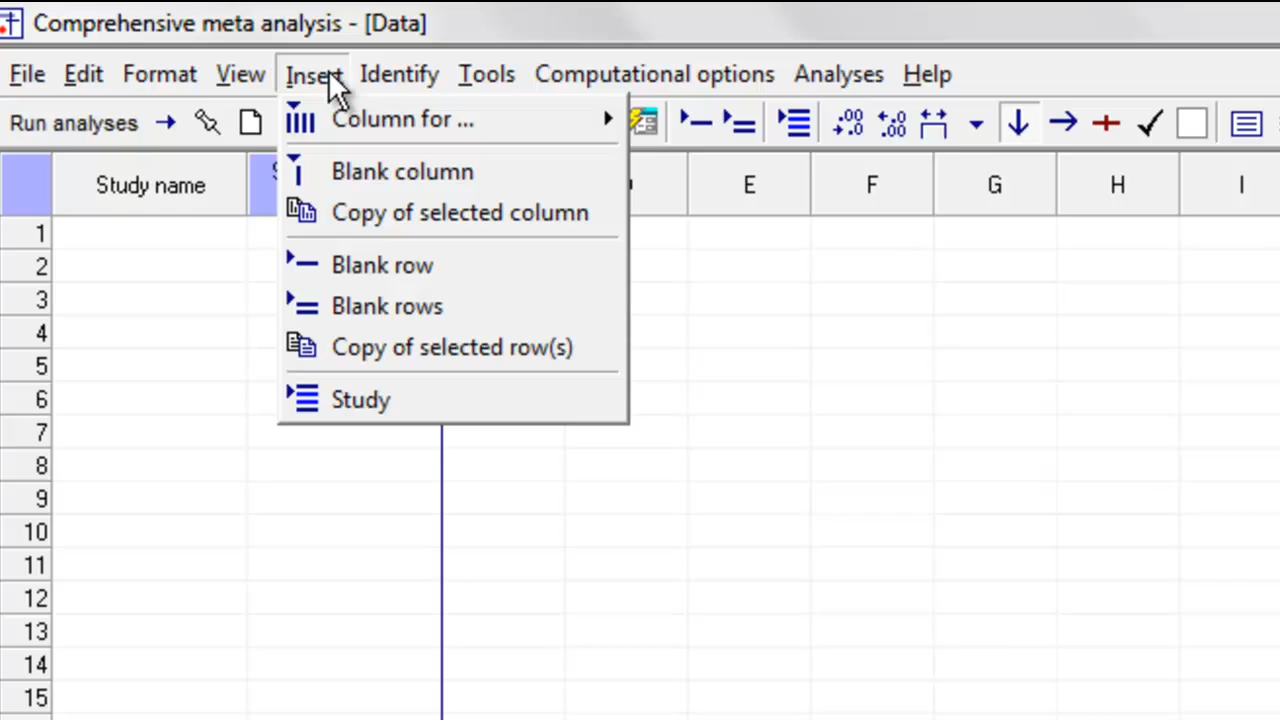 Comprehensive meta analysis - [Data]
File Edit Format View Insert Identify Tools Computational options Analyses Help
Run analyses
Column for ...
Blank column
Copy of selected column
Blank row
Blank rows
Copy of selected row(s)
Study
Study name E F G H I
1
2
3
4
5
6
7
8
9
10
11
12
13
14
15